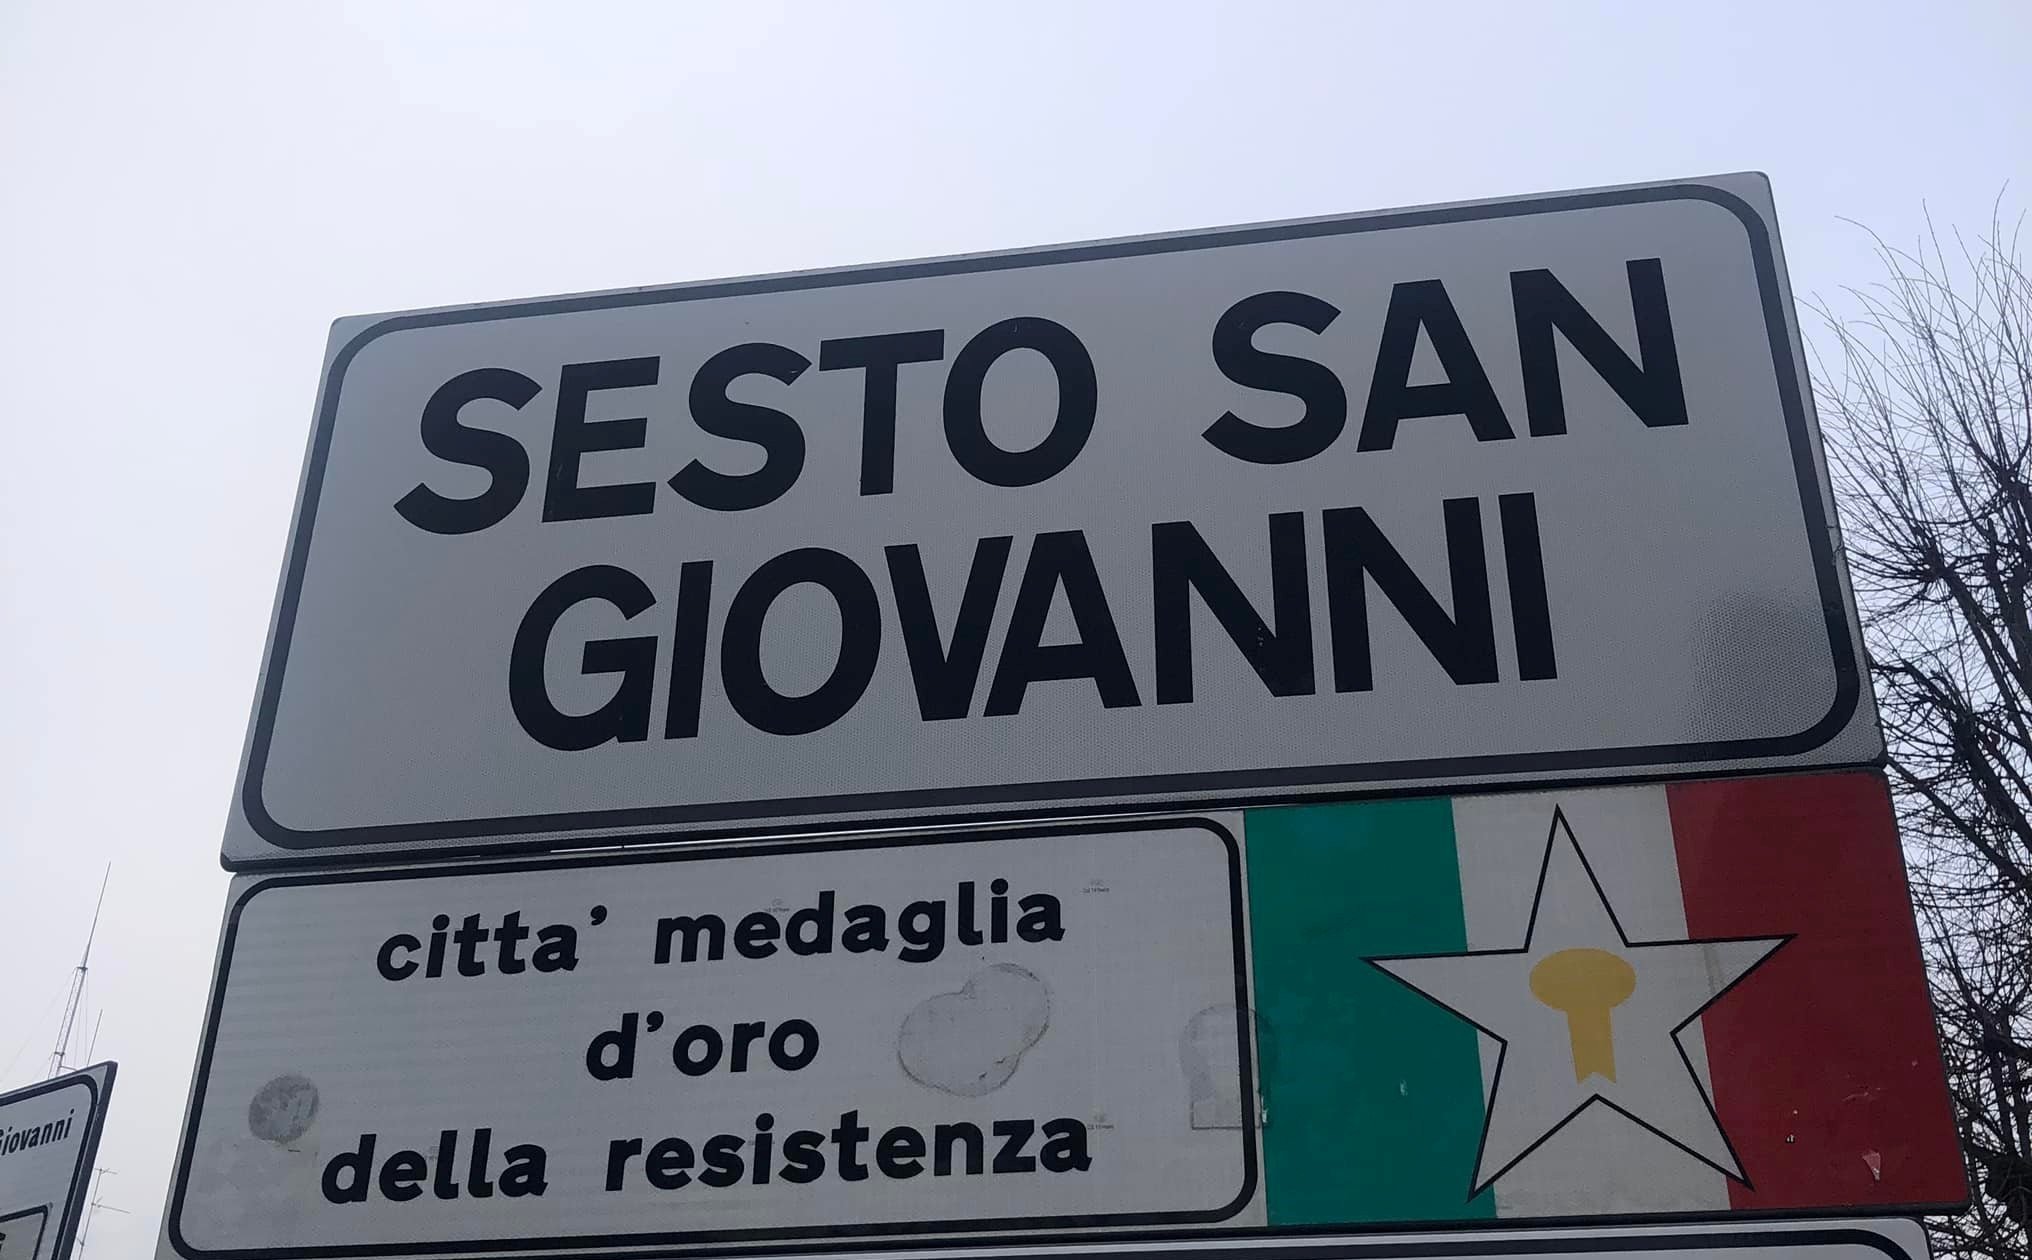 SESTO SAN
GIOVANNI
citta' medaglia
d'oro
della resistenza
Giovanni